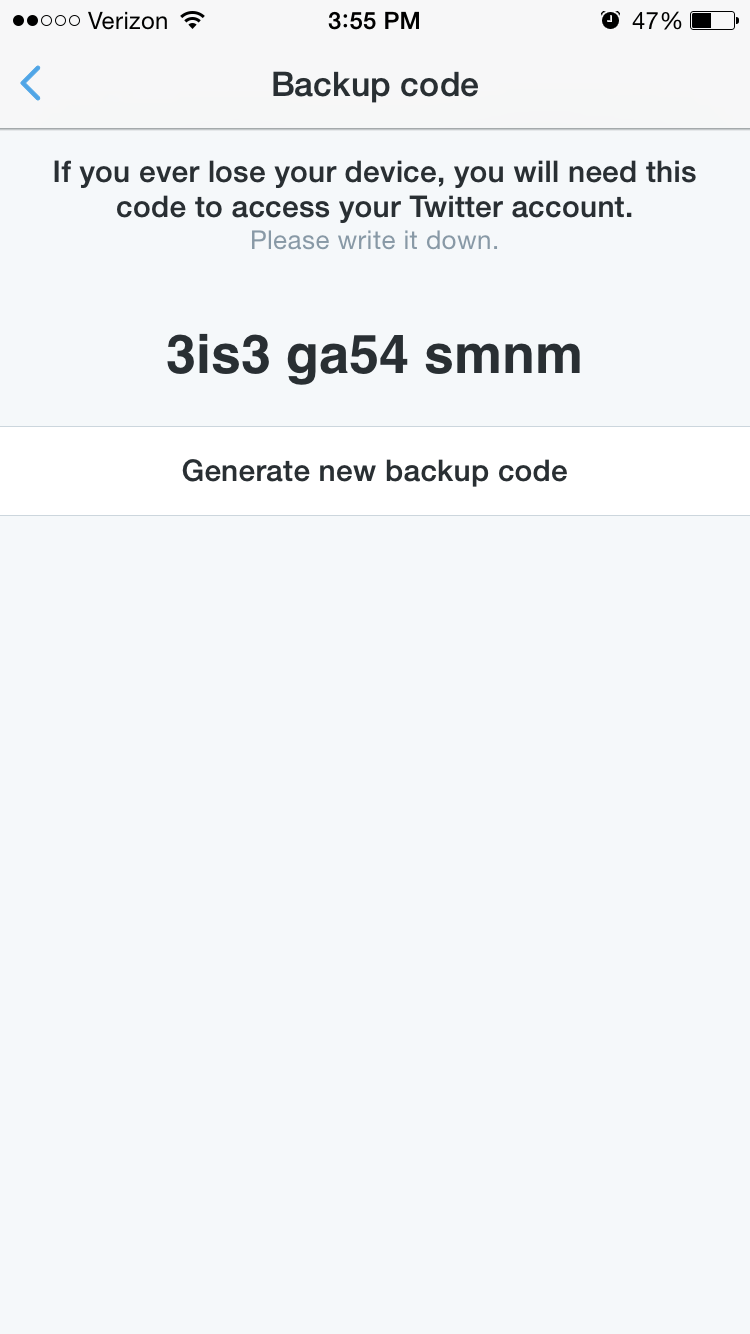 Verizon 3:55 PM 47%
Backup code
If you ever lose your device, you will need this
code to access your Twitter account.
Please write it down.
3is3 ga54 smnm
Generate new backup code